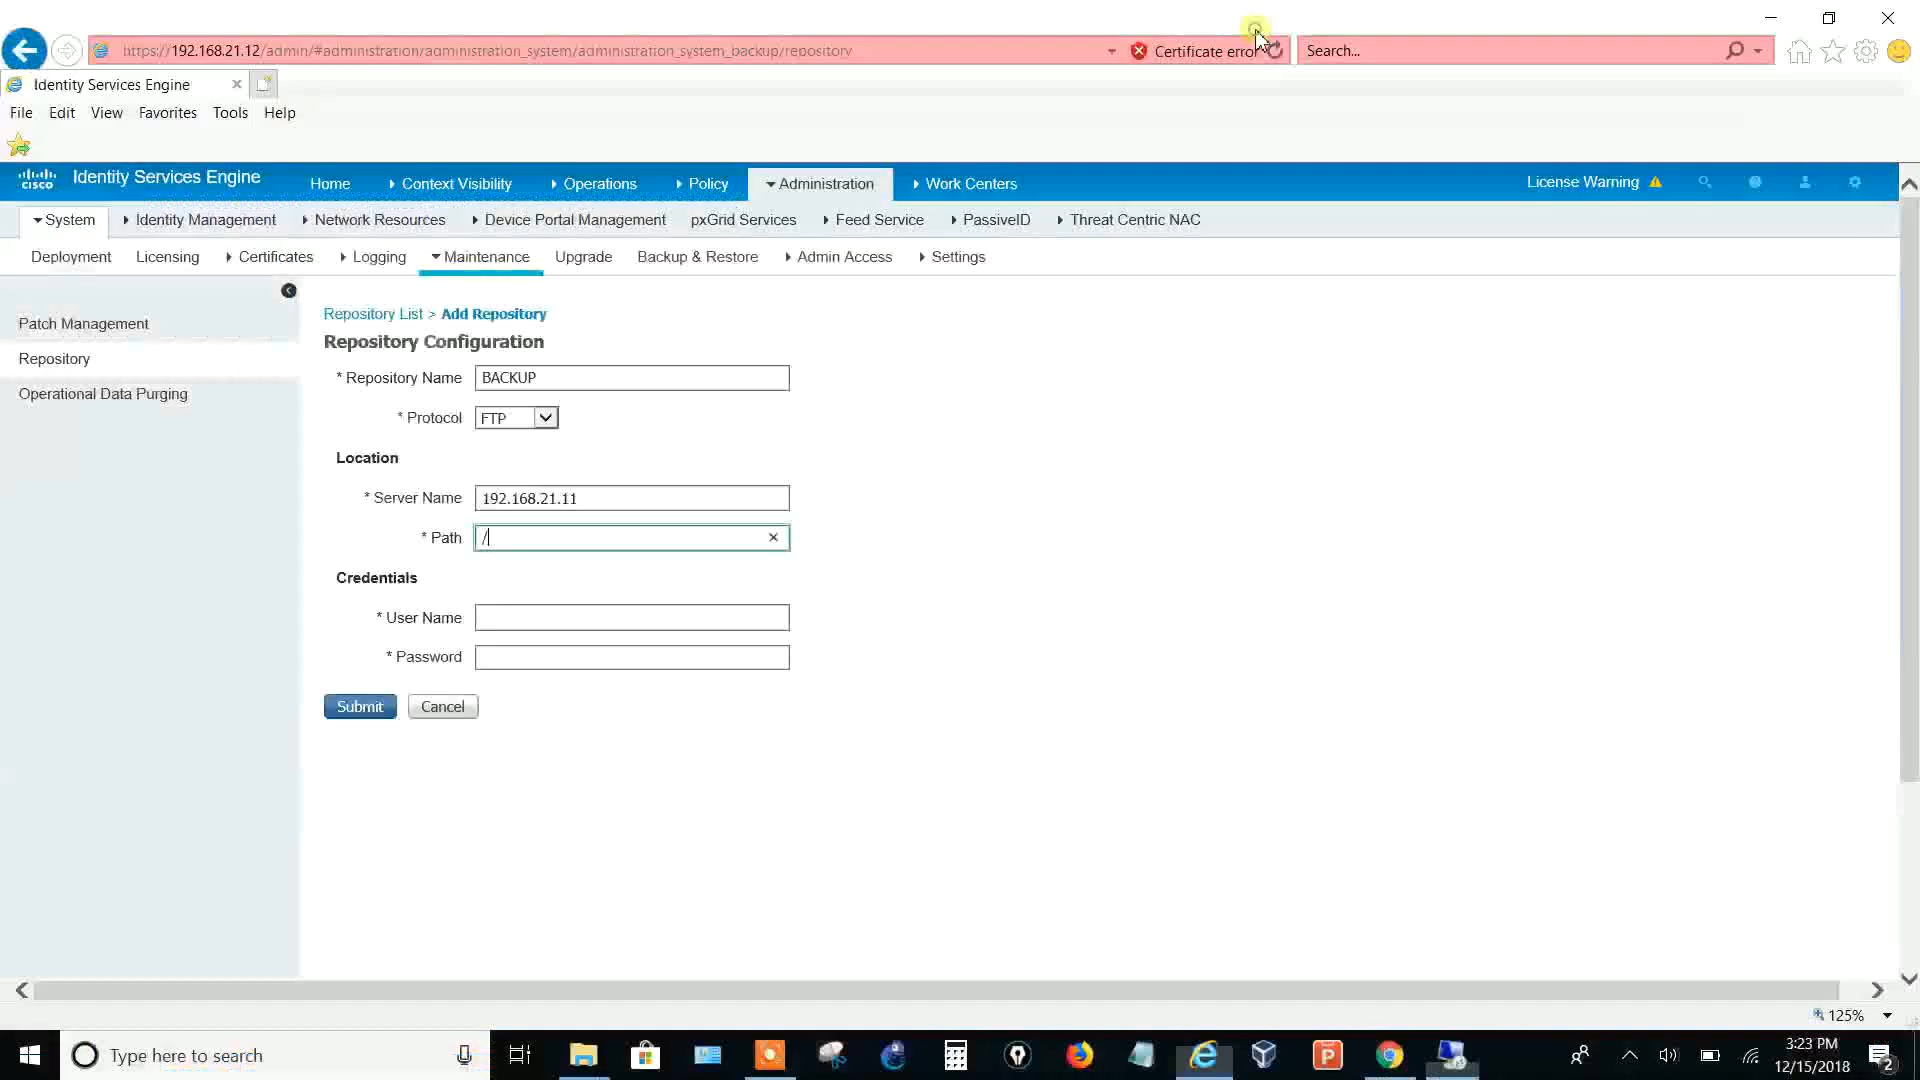 https://192.168.21.12/admin/#administration/administration_system/administration_system_backup/repository
Certificate error
Search...
Identity Services Engine
File Edit View Favorites Tools Help
cisco Identity Services Engine Home Context Visibility Operations Policy Administration Work Centers License Warning
System Identity Management Network Resources Device Portal Management pxGrid Services Feed Service PassiveID Threat Centric NAC
Deployment Licensing Certificates Logging Maintenance Upgrade Backup & Restore Admin Access Settings
Patch Management
Repository
Operational Data Purging
Repository List > Add Repository
Repository Configuration
* Repository Name BACKUP
* Protocol FTP
Location
* Server Name 192.168.21.11
* Path /
Credentials
* User Name
* Password
Submit Cancel
125%
Type here to search
3:23 PM
12/15/2018
2